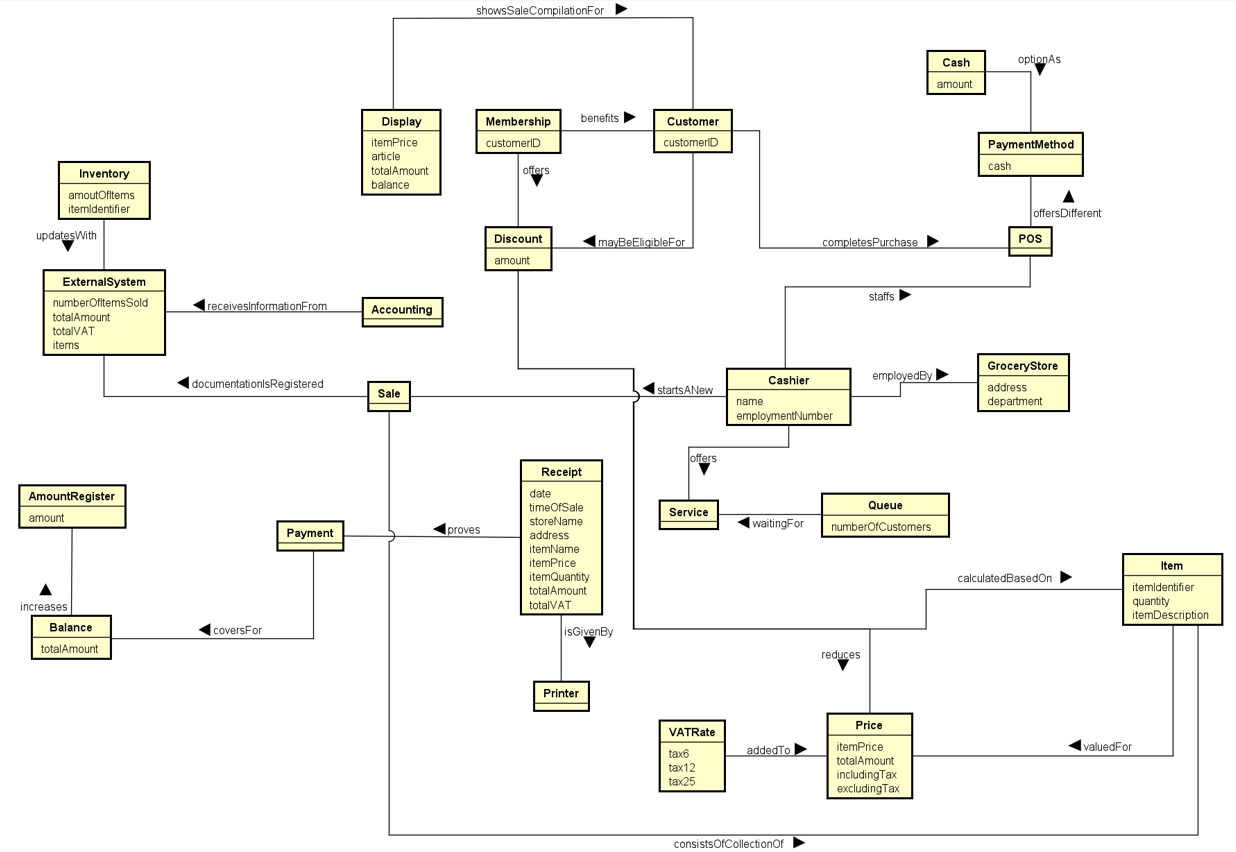 showsSaleCompilationFor
Cash
amount
optionAs
Display
itemPrice
article
totalAmount
balance
Membership
customerID
benefits
Customer
customerID
PaymentMethod
cash
offers
Inventory
amoutOfItems
itemIdentifier
offersDifferent
updatesWith
Discount
amount
mayBeEligibleFor
completesPurchase
POS
ExternalSystem
numberOfItemsSold
totalAmount
totalVAT
items
receivesInformationFrom
Accounting
staffs
documentationIsRegistered
Sale
startsANew
Cashier
name
employmentNumber
employedBy
GroceryStore
address
department
offers
Receipt
date
timeOfSale
storeName
address
itemName
itemPrice
itemQuantity
totalAmount
totalVAT
AmountRegister
amount
Service
waitingFor
Queue
numberOfCustomers
Payment
proves
increases
Balance
totalAmount
coversFor
isGivenBy
calculatedBasedOn
Item
itemIdentifier
quantity
itemDescription
reduces
Printer
VATRate
tax6
tax12
tax25
addedTo
Price
itemPrice
totalAmount
includingTax
excludingTax
valuedFor
consistsOfCollectionOf